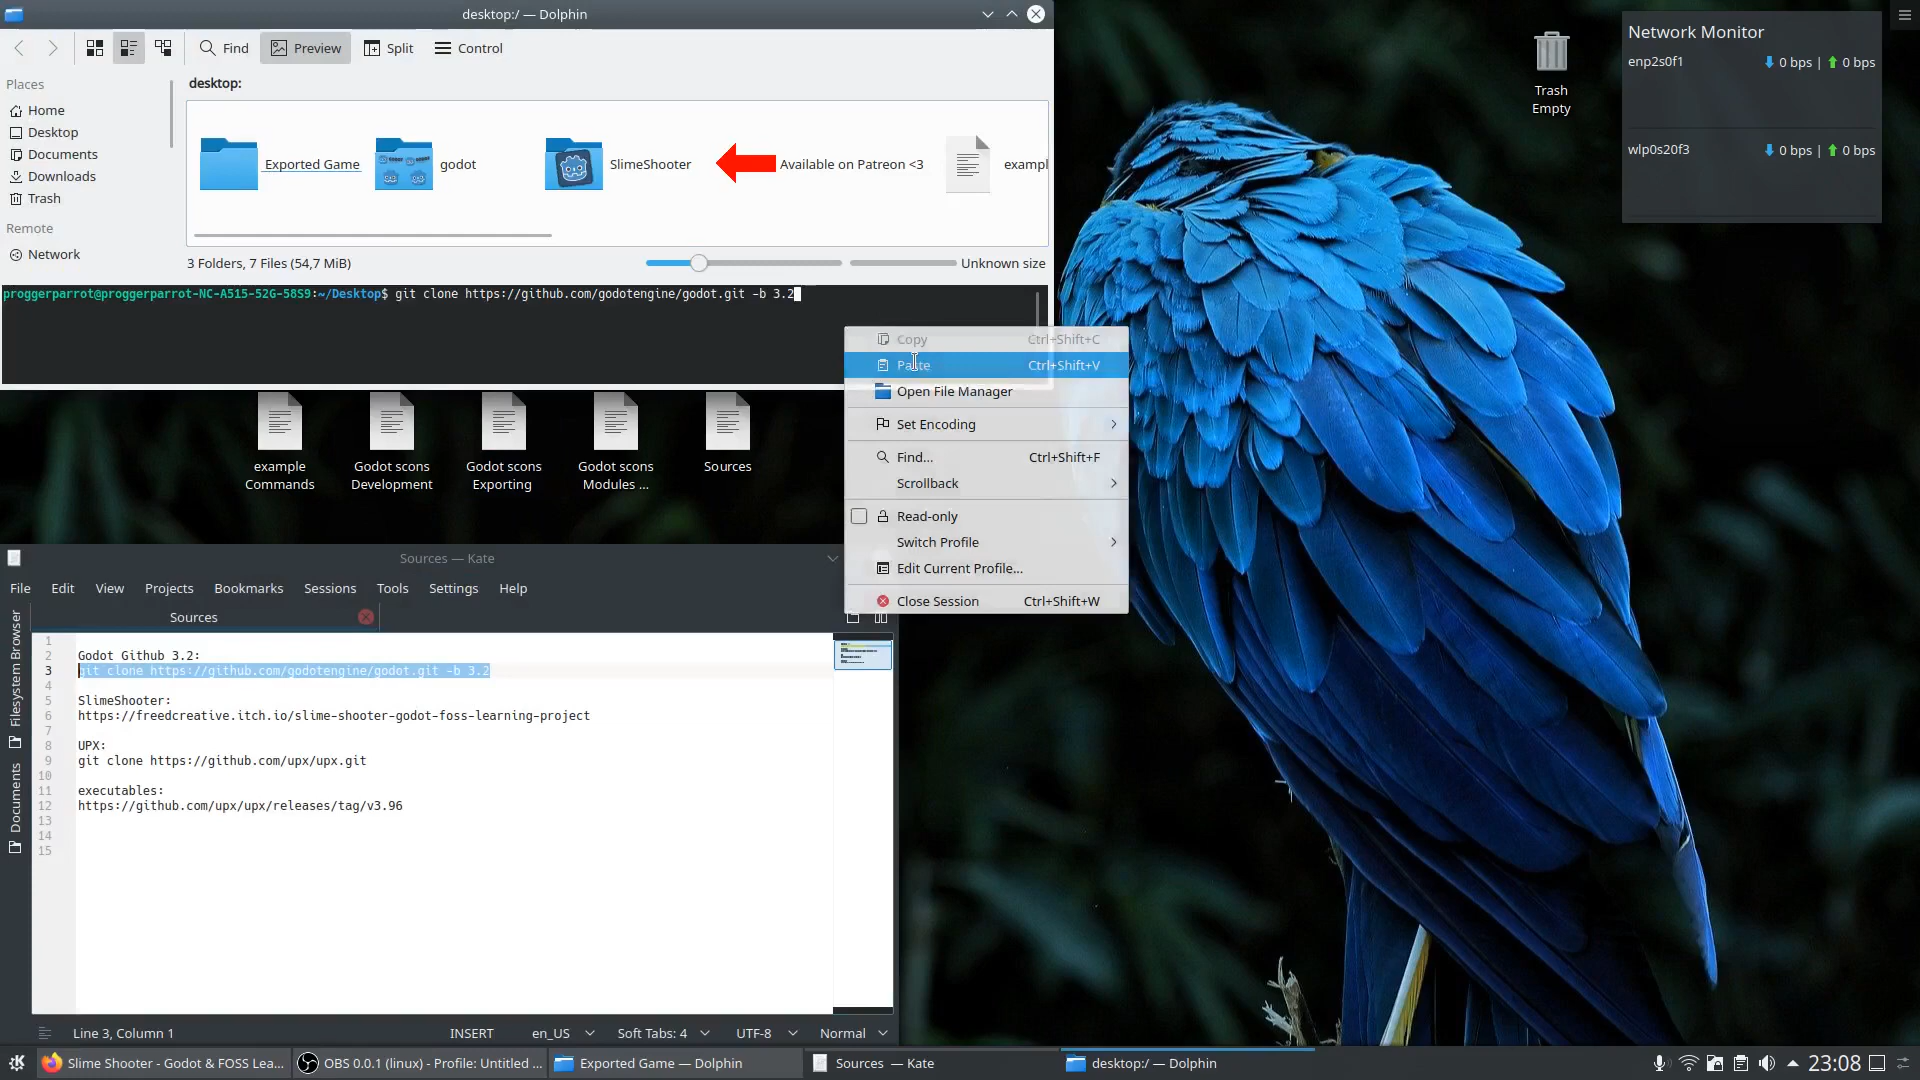 desktop:/ — Dolphin
Find
Preview
Split
Control
Places
Home
Desktop
Documents
Downloads
Trash
Remote
Network
desktop:
Exported Game
godot
SlimeShooter
Available on Patreon <3
exampl
3 Folders, 7 Files (54,7 MiB)
Unknown size
proggerparrot@proggerparrot-NC-A515-52G-58S9:~/Desktop$ git clone https://github.com/godotengine/godot.git -b 3.2
Copy Ctrl+Shift+C
Paste Ctrl+Shift+V
Open File Manager
Set Encoding
Find... Ctrl+Shift+F
Scrollback
Read-only
Switch Profile
Edit Current Profile...
Close Session Ctrl+Shift+W
Trash
Empty
Network Monitor
enp2s0f1 0 bps | 0 bps
wlp0s20f3 0 bps | 0 bps
example
Commands
Godot scons
Development
Godot scons
Exporting
Godot scons
Modules ...
Sources
Sources — Kate
File Edit View Projects Bookmarks Sessions Tools Settings Help
Sources
Filesystem Browser
Documents
1
2 Godot Github 3.2:
3 git clone https://github.com/godotengine/godot.git -b 3.2
4
5 SlimeShooter:
6 https://freedcreative.itch.io/slime-shooter-godot-foss-learning-project
7
8 UPX:
9 git clone https://github.com/upx/upx.git
10
11 executables:
12 https://github.com/upx/upx/releases/tag/v3.96
13
14
15
Line 3, Column 1 INSERT en_US Soft Tabs: 4 UTF-8 Normal
Slime Shooter - Godot & FOSS Lea...
OBS 0.0.1 (linux) - Profile: Untitled ...
Exported Game — Dolphin
Sources — Kate
desktop:/ — Dolphin
23:08